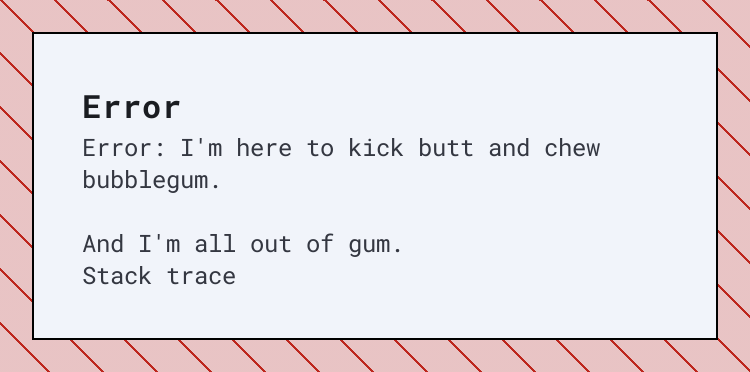 Error
Error: I'm here to kick butt and chew
bubblegum.
And I'm all out of gum.
Stack trace